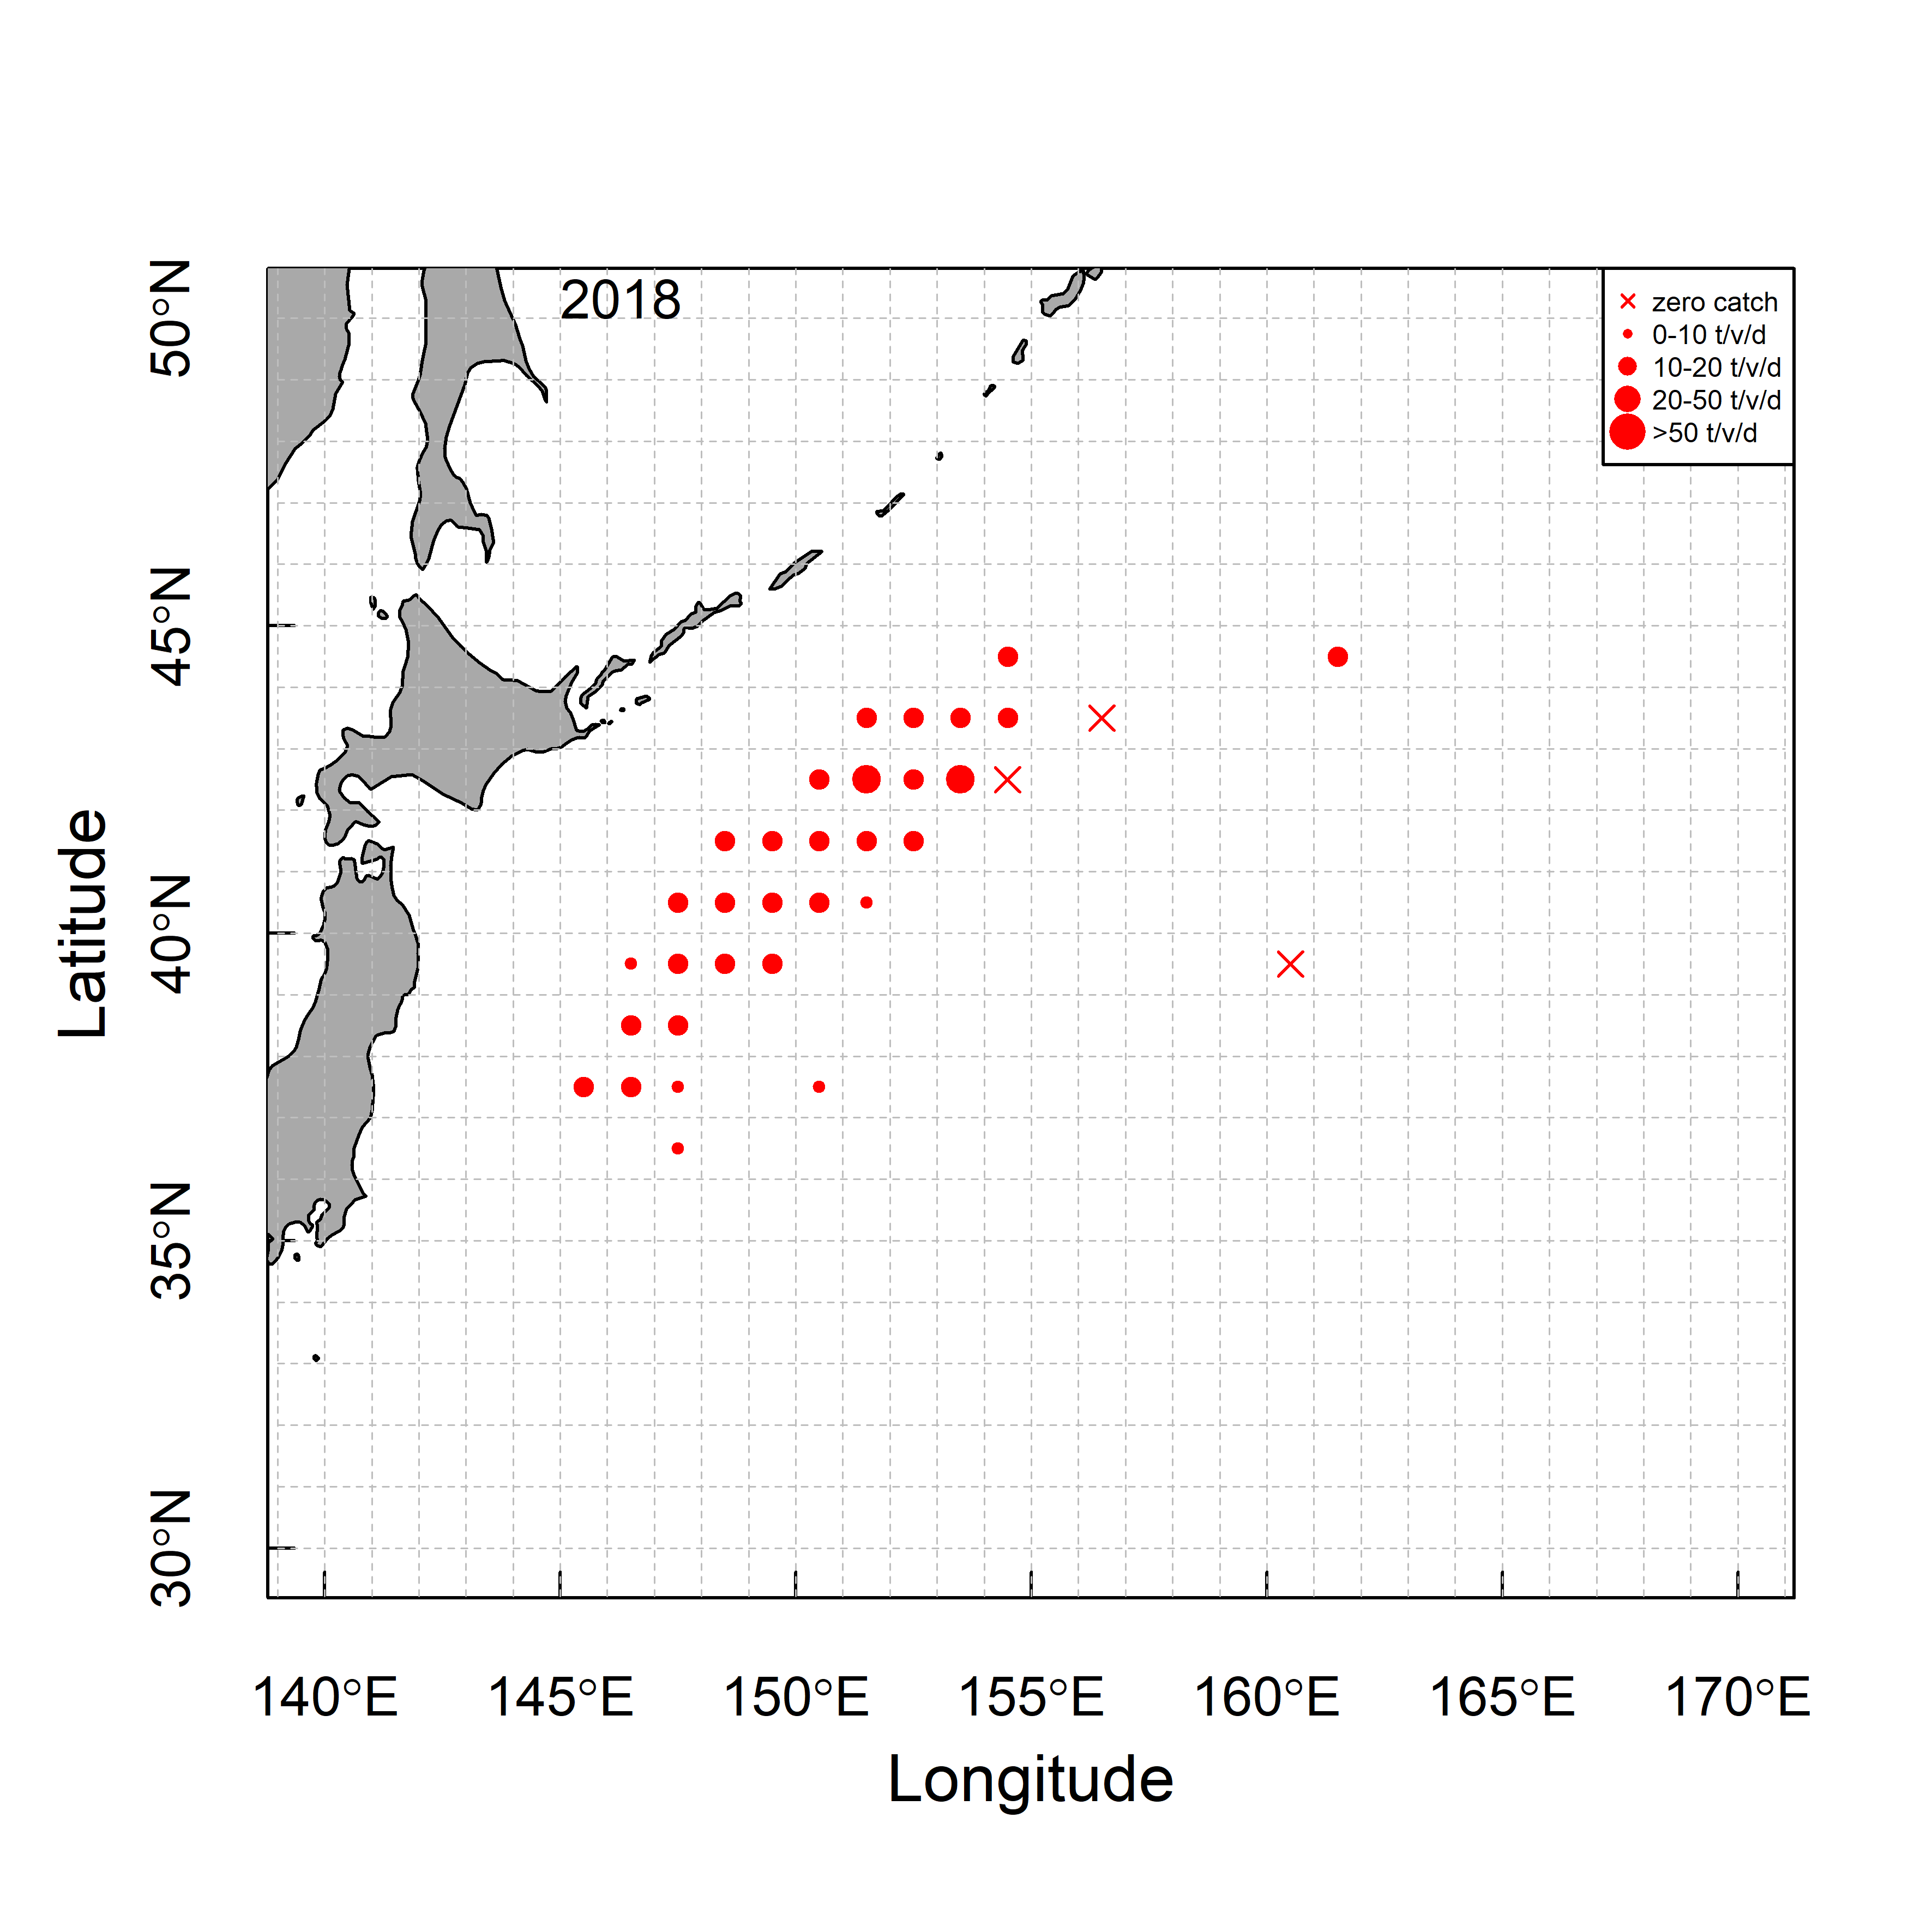 2018
zero catch
0-10 t/v/d
10-20 t/v/d
20-50 t/v/d
>50 t/v/d
Latitude
50°N
45°N
40°N
35°N
30°N
140°E 145°E 150°E 155°E 160°E 165°E 170°E
Longitude